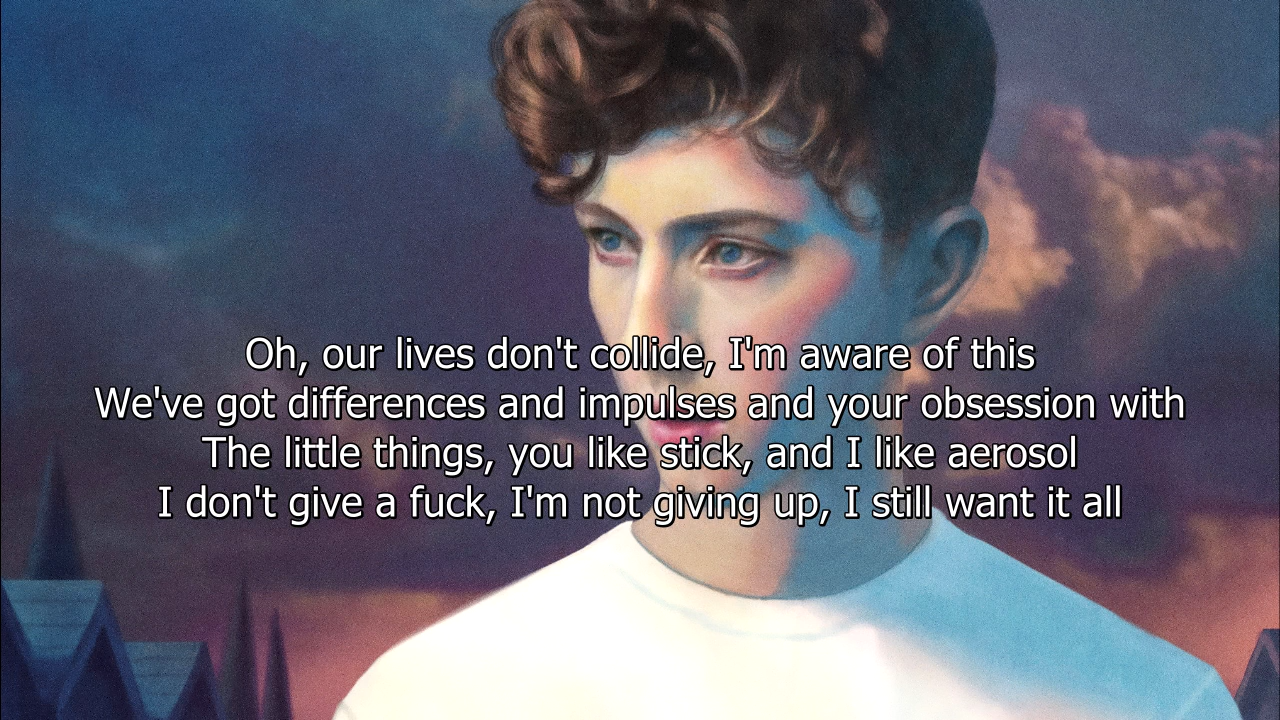 Oh, our lives don't collide, I'm aware of this
We've got differences and impulses and your obsession with
The little things, you like stick, and I like aerosol
I don't give a fuck, I'm not giving up, I still want it all